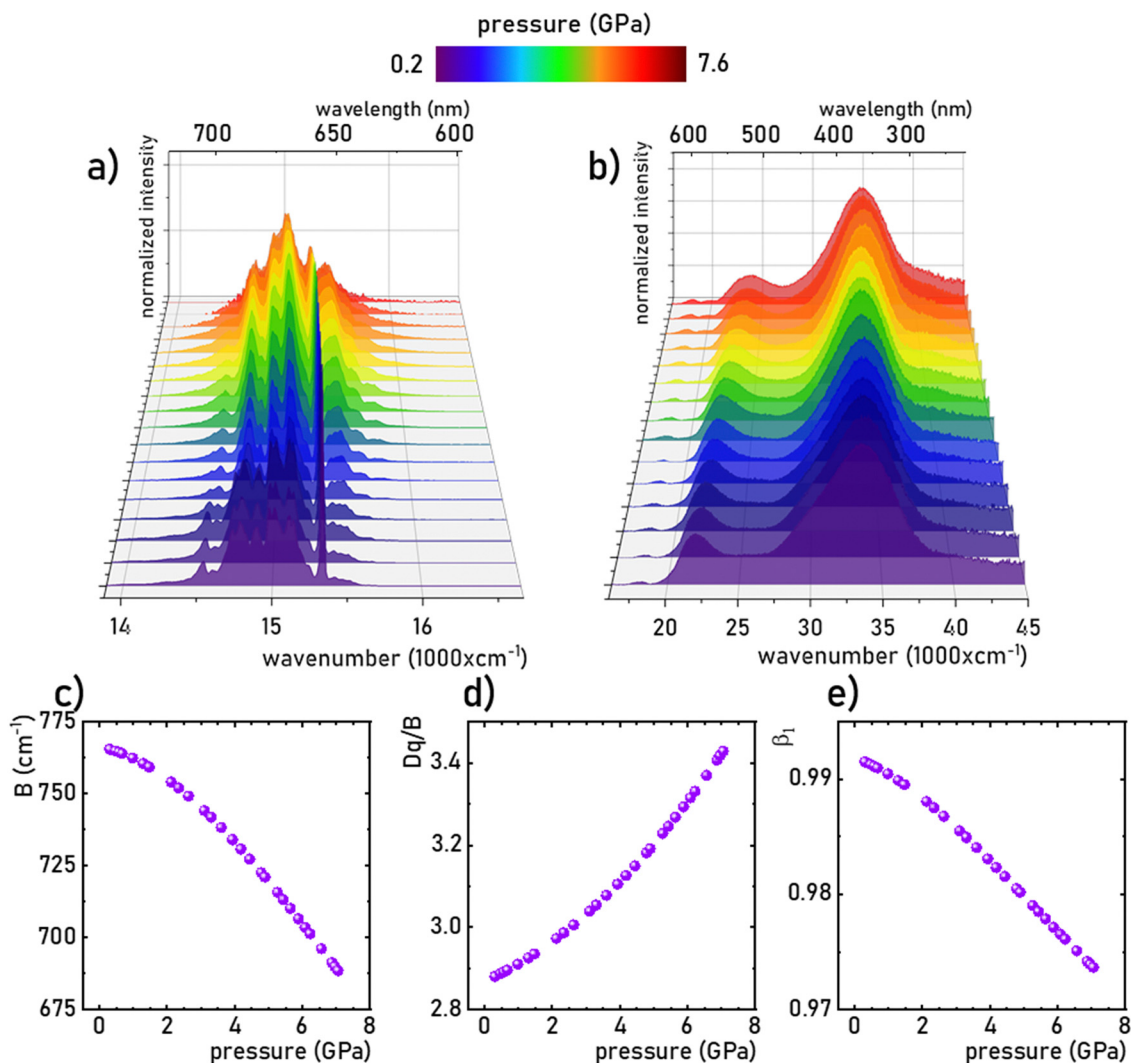 pressure (GPa)
0.2 7.6
wavelength (nm)
700 650 600
a)
normalized intensity
14 15 16
wavenumber (1000xcm⁻¹)
wavelength (nm)
600 500 400 300
b)
normalized intensity
20 25 30 35 40 45
wavenumber (1000xcm⁻¹)
c)
B (cm⁻¹)
775
750
725
700
675
0 2 4 6 8
pressure (GPa)
d)
Dq/B
3.4
3.2
3.0
2.8
0 2 4 6 8
pressure (GPa)
e)
β₁
0.99
0.98
0.97
0 2 4 6 8
pressure (GPa)